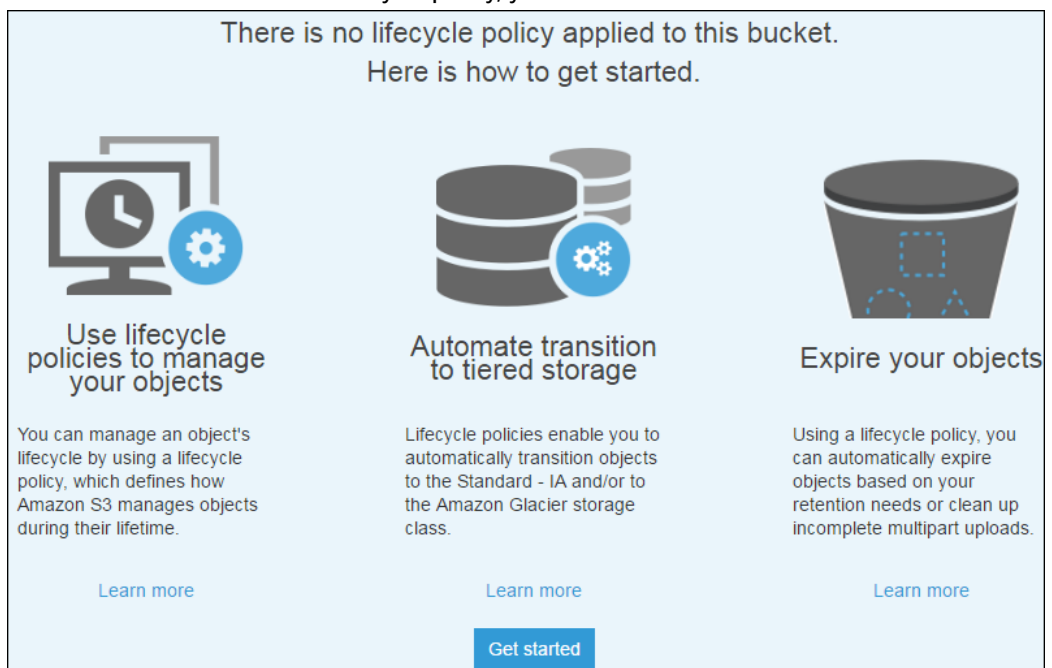 There is no lifecycle policy applied to this bucket.
Here is how to get started.
Use lifecycle
policies to manage
your objects
You can manage an object's
lifecycle by using a lifecycle
policy, which defines how
Amazon S3 manages objects
during their lifetime.
Learn more
Automate transition
to tiered storage
Lifecycle policies enable you to
automatically transition objects
to the Standard - IA and/or to
the Amazon Glacier storage
class.
Learn more
Expire your objects
Using a lifecycle policy, you
can automatically expire
objects based on your
retention needs or clean up
incomplete multipart uploads.
Learn more
Get started